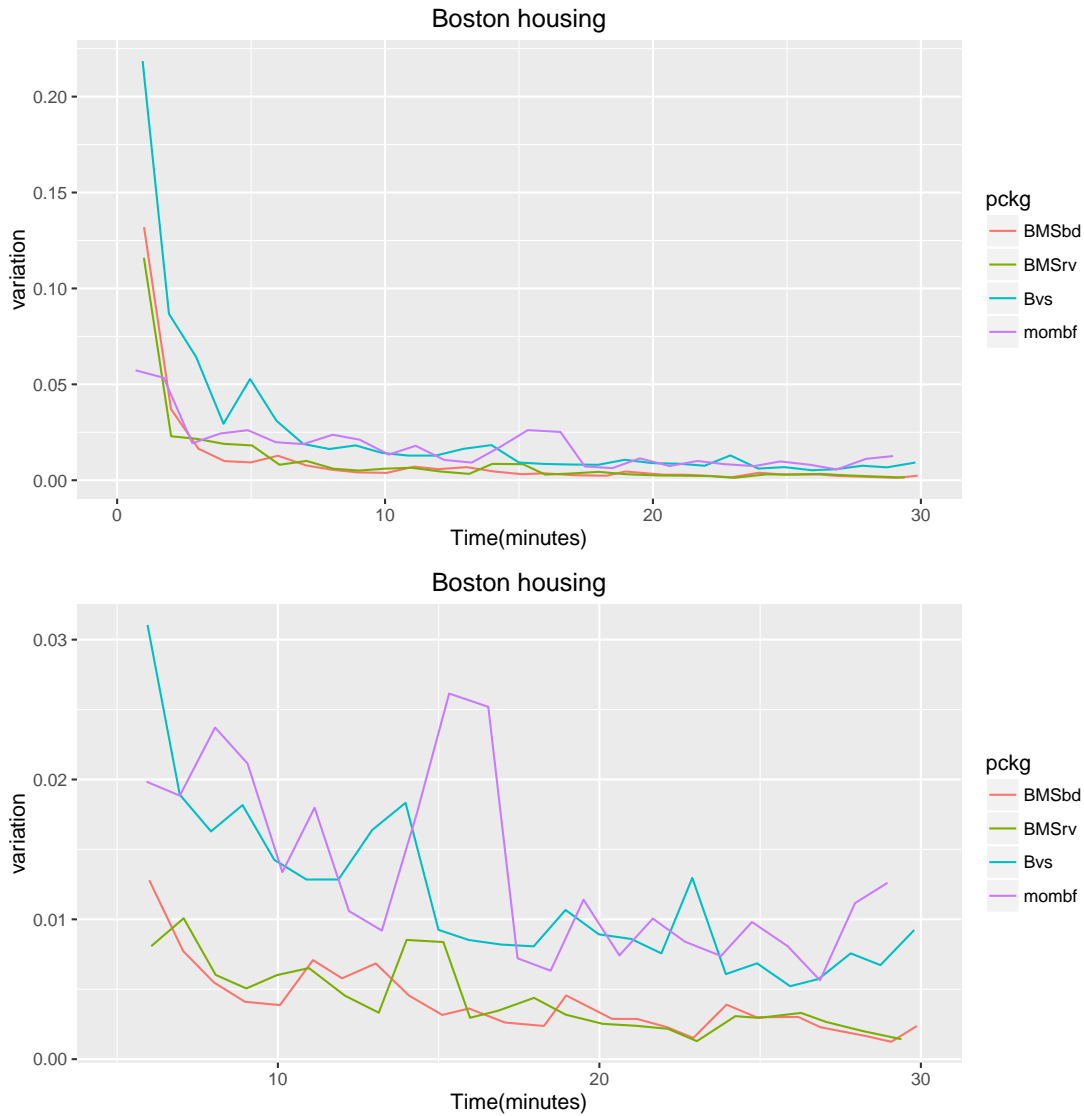 Boston housing
0.20
0.15
0.10
0.05
0.00
variation
0 10 20 30
Time(minutes)
pckg
BMSbd
BMSrv
Bvs
mombf
Boston housing
0.03
0.02
0.01
0.00
variation
10 20 30
Time(minutes)
pckg
BMSbd
BMSrv
Bvs
mombf